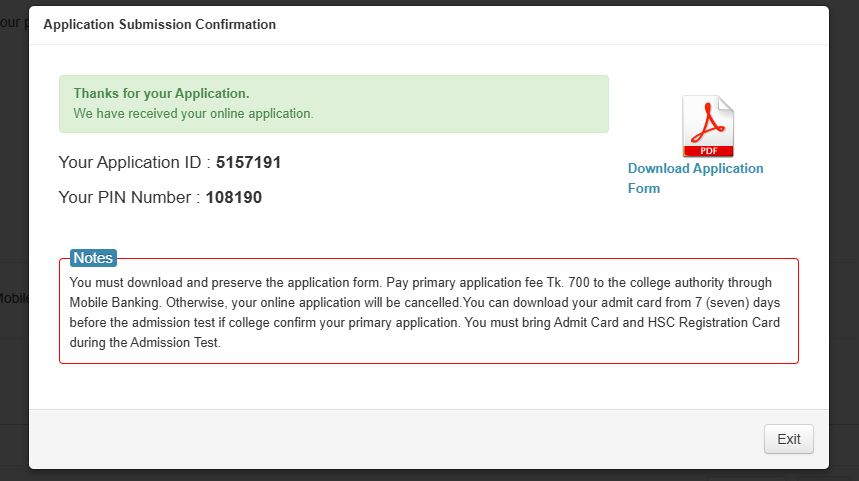 our p
Application Submission Confirmation
Thanks for your Application.
We have received your online application.
PDF
Download Application
Form
Your Application ID : 5157191
Your PIN Number : 108190
Notes
You must download and preserve the application form. Pay primary application fee Tk. 700 to the college authority through
Mobile Banking. Otherwise, your online application will be cancelled.You can download your admit card from 7 (seven) days
before the admission test if college confirm your primary application. You must bring Admit Card and HSC Registration Card
during the Admission Test.
Exit